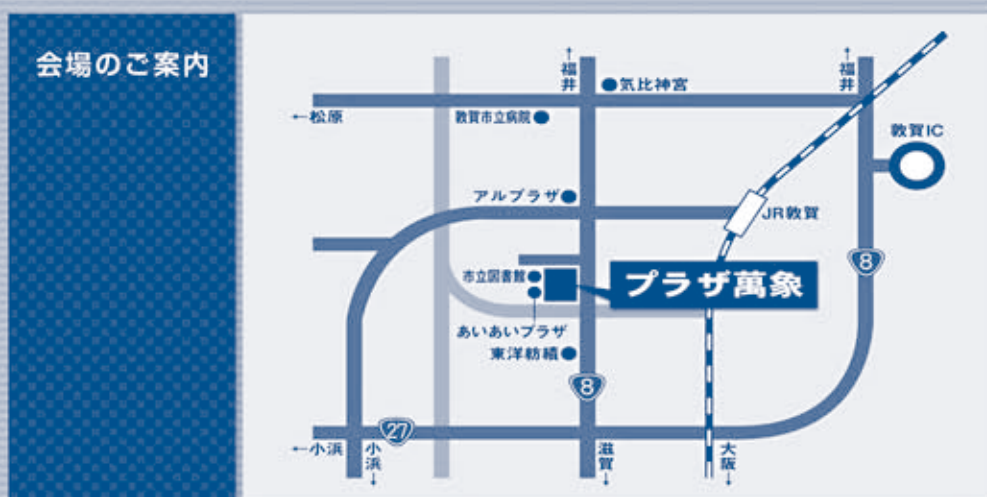 会場のご案内
↑福井
↑福井
気比神宮
←松原
敦賀市立病院
敦賀IC
アルプラザ
JR敦賀
8
市立図書館
プラザ萬象
あいあいプラザ
東洋紡績
8
27
←小浜
小浜↓
滋賀↓
大阪↓